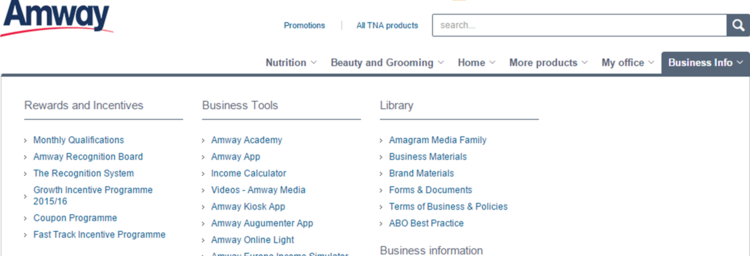 Amway
Promotions All TNA products search...
Nutrition Beauty and Grooming Home More products My office Business Info
Rewards and Incentives
Monthly Qualifications
Amway Recognition Board
The Recognition System
Growth Incentive Programme
2015/16
Coupon Programme
Fast Track Incentive Programme
Business Tools
Amway Academy
Amway App
Income Calculator
Videos - Amway Media
Amway Kiosk App
Amway Augumenter App
Amway Online Light
Amway Europe Income Simulator
Library
Amagram Media Family
Business Materials
Brand Materials
Forms & Documents
Terms of Business & Policies
ABO Best Practice
Business information